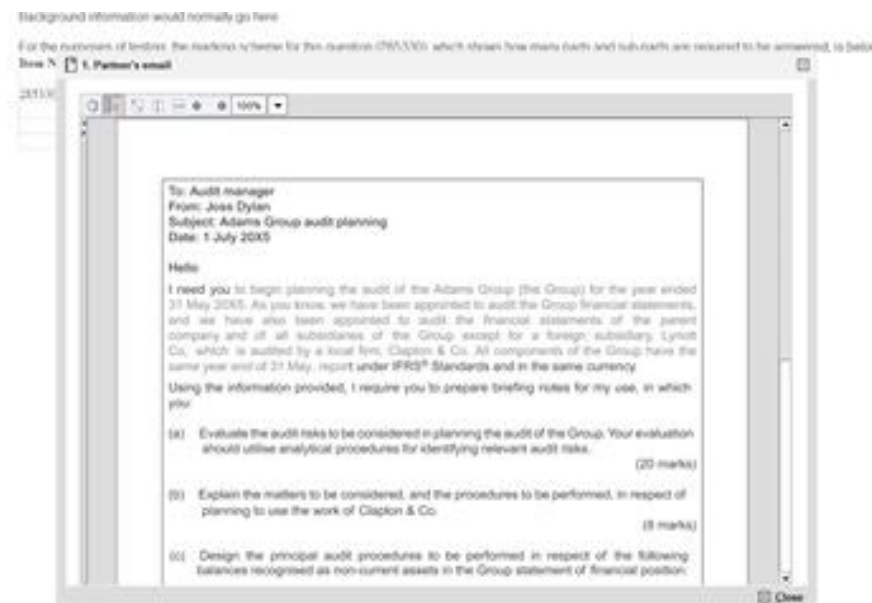 Background information would normally go here
For the purposes of testing, the marking scheme for this question (785330), which shows how many parts and sub-parts are required to be answered, is below
Item N
1. Partner's email
100%
To: Audit manager
From: Joss Dylan
Subject: Adams Group audit planning
Date: 1 July 20X5
Hello
I need you to begin planning the audit of the Adams Group (the Group) for the year ended
31 May 20X5. As you know, we have been appointed to audit the Group financial statements,
and we have also been appointed to audit the financial statements of the parent
company and of all subsidiaries of the Group except for a foreign subsidiary, Lynott
Co, which is audited by a local firm, Clapton & Co. All components of the Group have the
same year end of 31 May, report under IFRS® Standards and in the same currency.
Using the information provided, I require you to prepare briefing notes for my use, in which
you:
(a) Evaluate the audit risks to be considered in planning the audit of the Group. Your evaluation
should utilise analytical procedures for identifying relevant audit risks.
(20 marks)
(b) Explain the matters to be considered, and the procedures to be performed, in respect of
planning to use the work of Clapton & Co.
(8 marks)
(c) Design the principal audit procedures to be performed in respect of the following
balances recognised as non-current assets in the Group statement of financial position:
Close